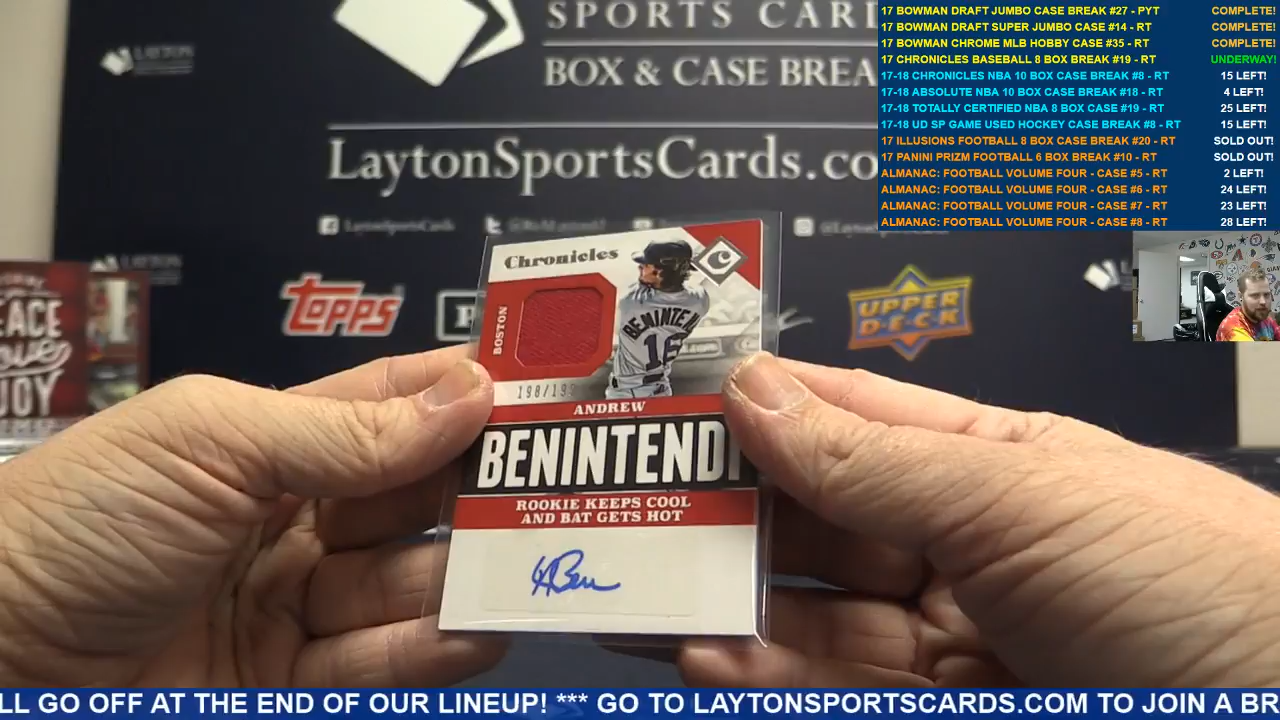 SPORTS CARD
BOX & CASE BREA
LaytonSportsCards.co
LaytonSportsCards
topps
UPPER DECK
EACE
Love
JOY
Chronicles
C
BOSTON
BENINTEN
16
198/199
ANDREW
BENINTENDI
ROOKIE KEEPS COOL
AND BAT GETS HOT
17 BOWMAN DRAFT JUMBO CASE BREAK #27 - PYT COMPLETE!
17 BOWMAN DRAFT SUPER JUMBO CASE #14 - RT COMPLETE!
17 BOWMAN CHROME MLB HOBBY CASE #35 - RT COMPLETE!
17 CHRONICLES BASEBALL 8 BOX BREAK #19 - RT UNDERWAY!
17-18 CHRONICLES NBA 10 BOX CASE BREAK #8 - RT 15 LEFT!
17-18 ABSOLUTE NBA 10 BOX CASE BREAK #18 - RT 4 LEFT!
17-18 TOTALLY CERTIFIED NBA 8 BOX CASE #19 - RT 25 LEFT!
17-18 UD SP GAME USED HOCKEY CASE BREAK #8 - RT 15 LEFT!
17 ILLUSIONS FOOTBALL 8 BOX CASE BREAK #20 - RT SOLD OUT!
17 PANINI PRIZM FOOTBALL 6 BOX BREAK #10 - RT SOLD OUT!
ALMANAC: FOOTBALL VOLUME FOUR - CASE #5 - RT 2 LEFT!
ALMANAC: FOOTBALL VOLUME FOUR - CASE #6 - RT 24 LEFT!
ALMANAC: FOOTBALL VOLUME FOUR - CASE #7 - RT 23 LEFT!
ALMANAC: FOOTBALL VOLUME FOUR - CASE #8 - RT 28 LEFT!
LL GO OFF AT THE END OF OUR LINEUP! *** GO TO LAYTONSPORTSCARDS.COM TO JOIN A BR